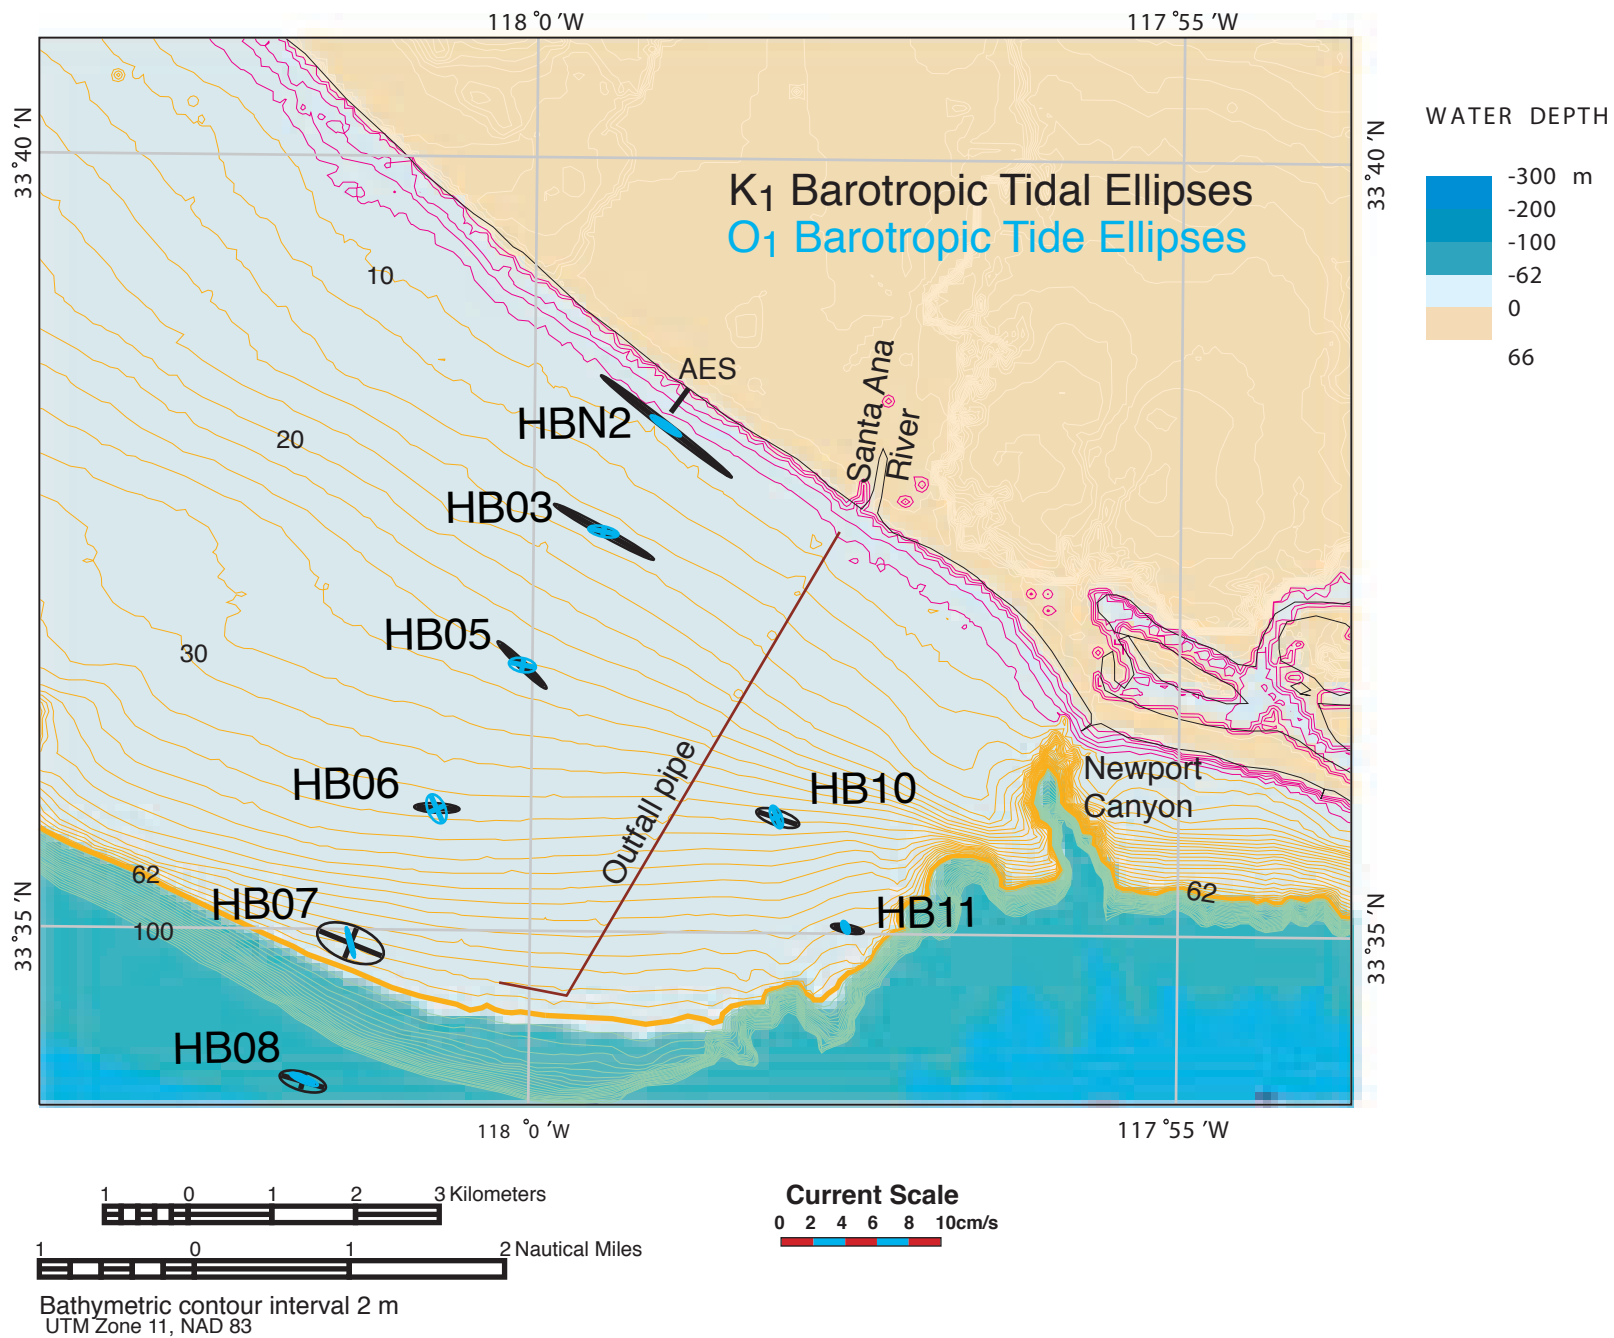 118 °0 ′W
117 °55 ′W
33 °40 ′N
33 °40 ′N
WATER DEPTH
-300 m
-200
-100
-62
0
66
K1 Barotropic Tidal Ellipses
O1 Barotropic Tide Ellipses
10
AES
HBN2
Santa Ana
River
20
HB03
HB05
30
HB06
HB10
Newport
Canyon
Outfall pipe
62
62
HB07
HB11
100
33 °35 ′N
33 °35 ′N
HB08
118 °0 ′W
117 °55 ′W
1 0 1 2 3 Kilometers
Current Scale
0 2 4 6 8 10cm/s
1 0 1 2 Nautical Miles
Bathymetric contour interval 2 m
UTM Zone 11, NAD 83